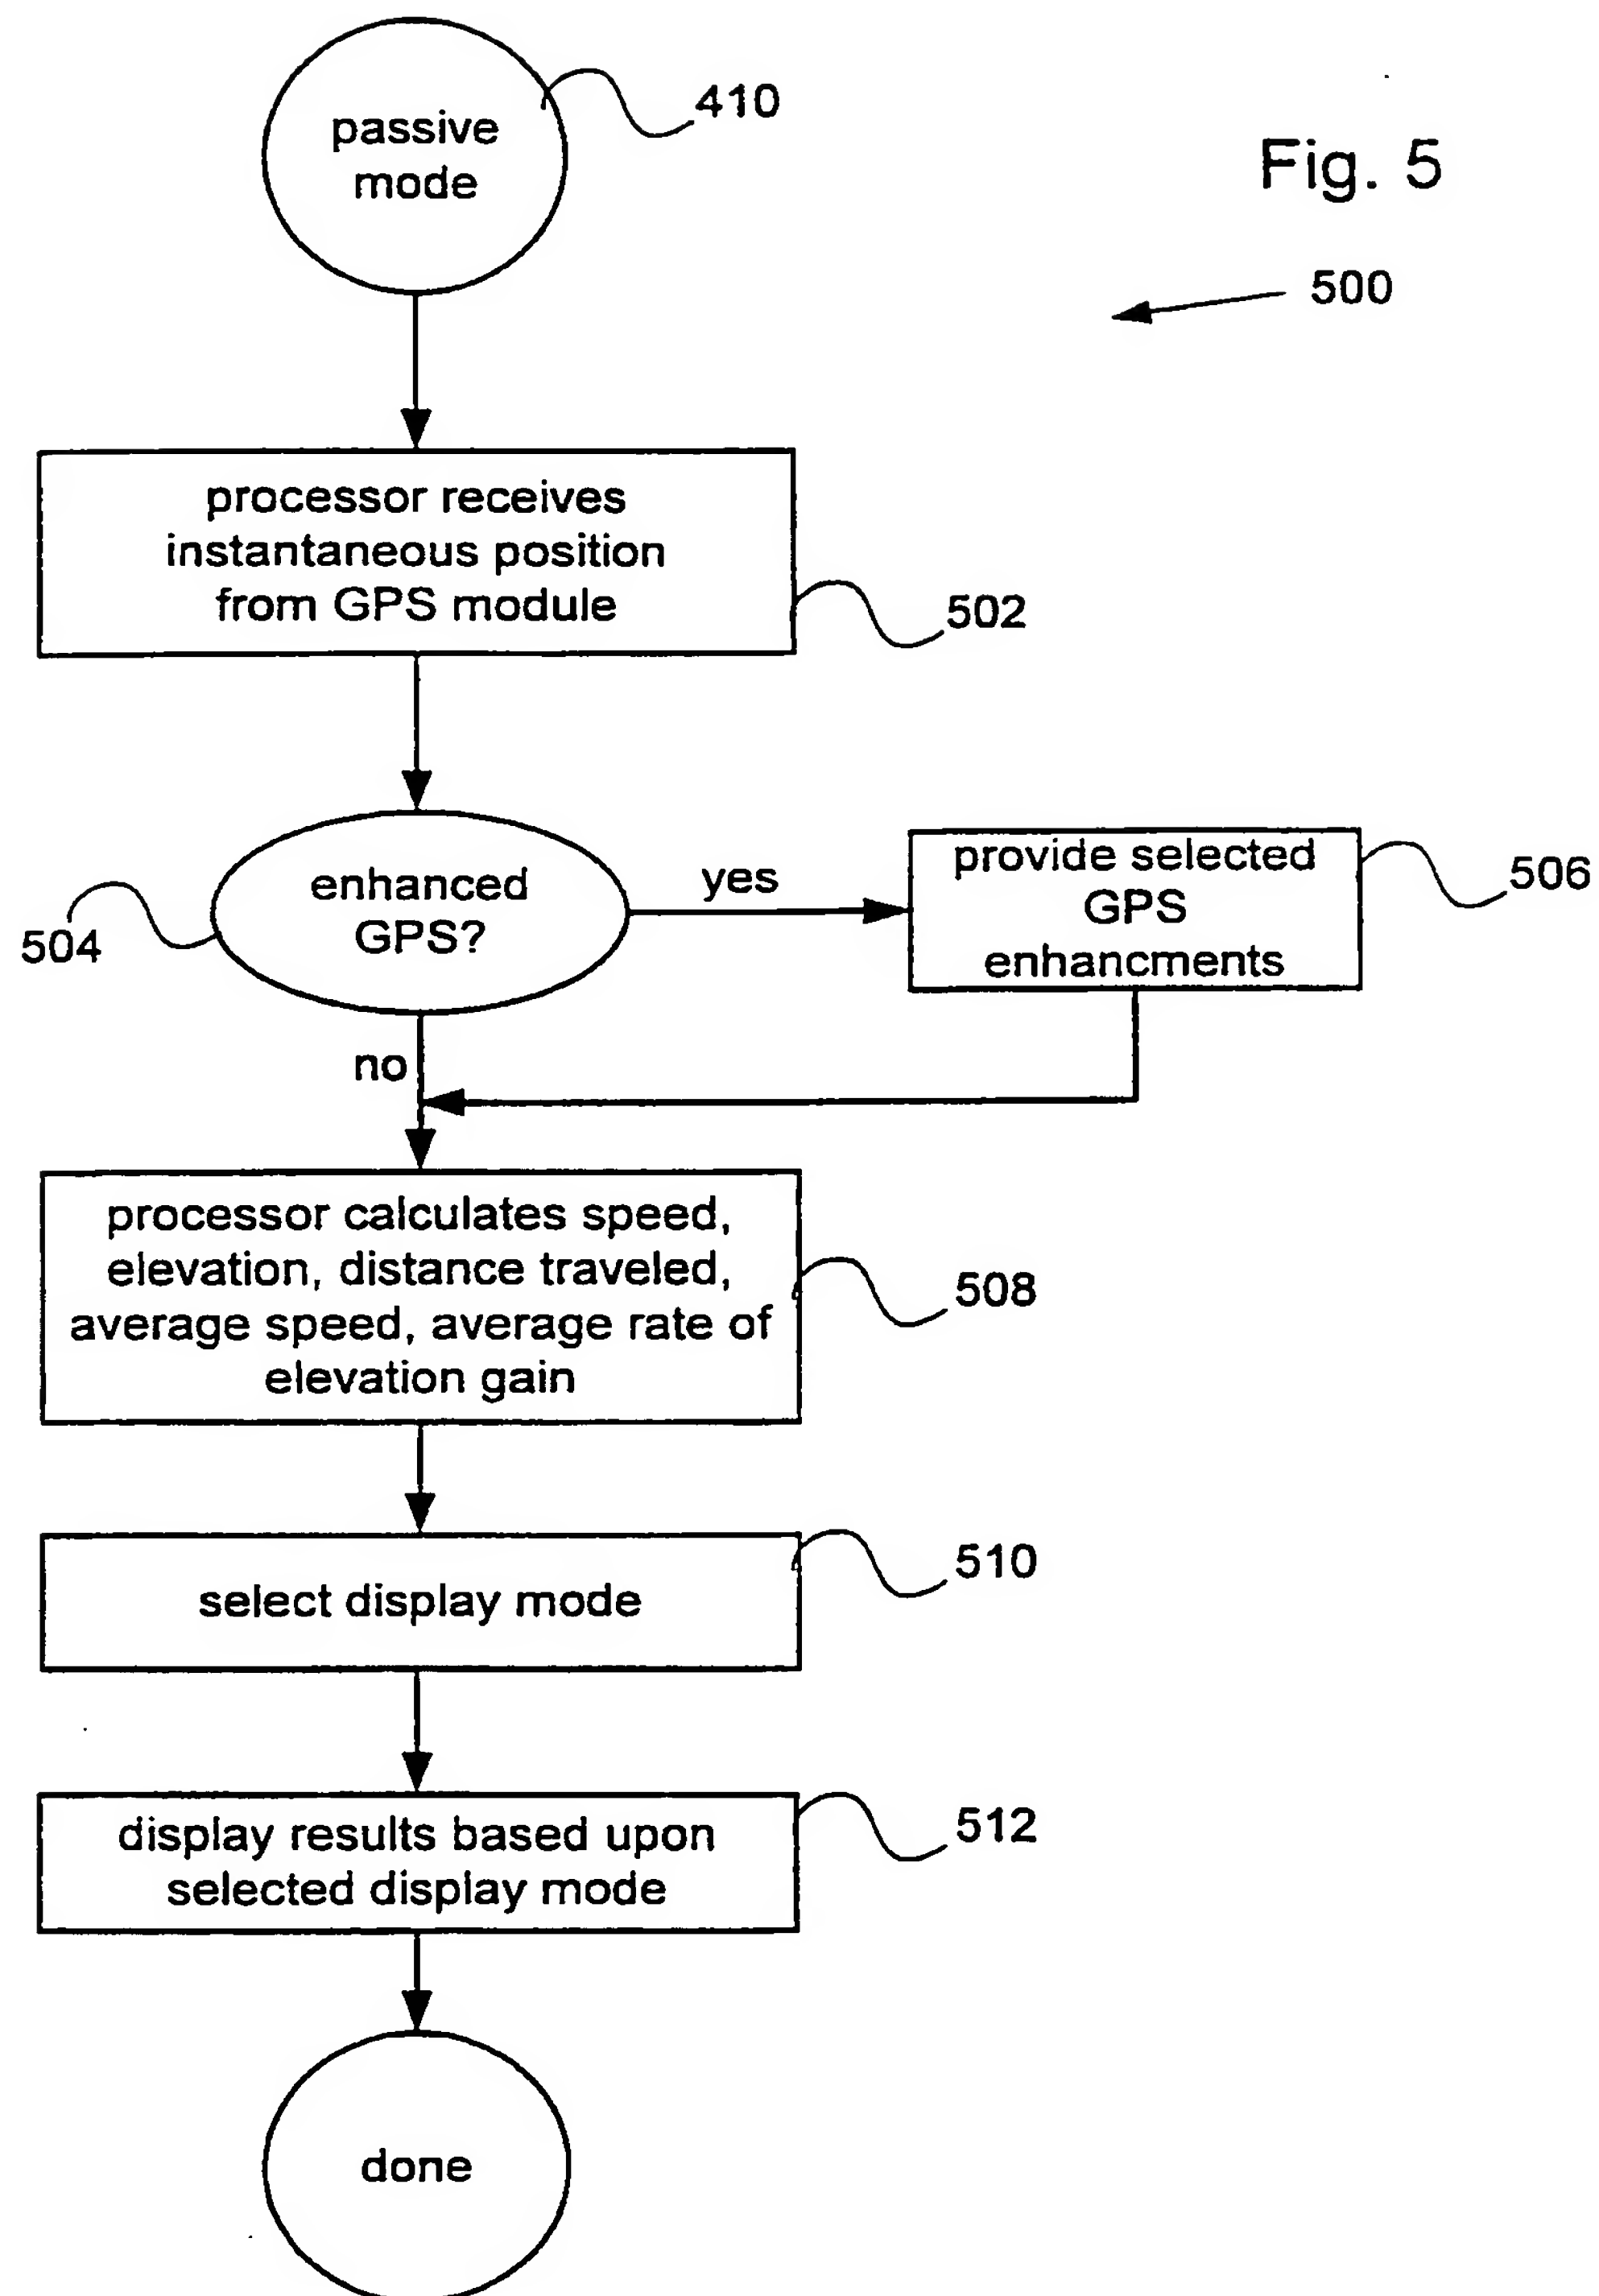 passive
mode
410
Fig. 5
500
processor receives
instantaneous position
from GPS module
502
enhanced
GPS?
504
yes
provide selected
GPS
enhancments
506
no
processor calculates speed,
elevation, distance traveled,
average speed, average rate of
elevation gain
508
select display mode
510
display results based upon
selected display mode
512
done